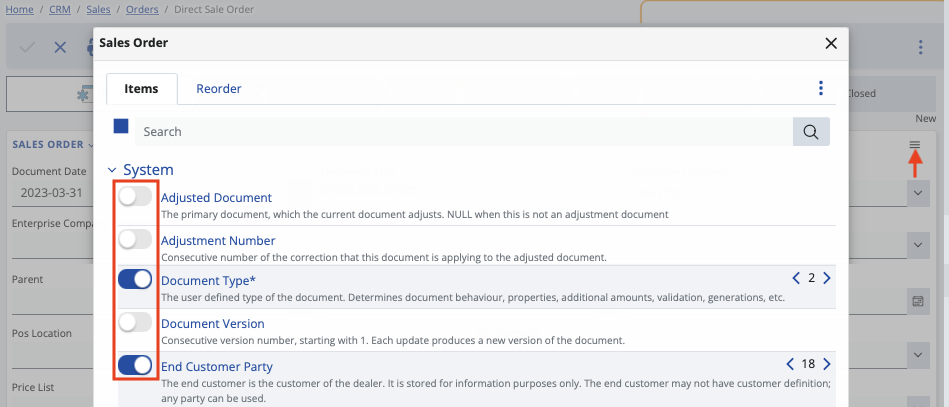 Home / CRM / Sales / Orders / Direct Sale Order
Sales Order
Items
Reorder
Closed
New
Search
SALES ORDER
System
Document Date
2023-03-31
Adjusted Document
The primary document, which the current document adjusts. NULL when this is not an adjustment document
Enterprise Compa
Adjustment Number
Consecutive number of the correction that this document is applying to the adjusted document.
Parent
Document Type*
2
The user defined type of the document. Determines document behaviour, properties, additional amounts, validation, generations, etc.
Pos Location
Document Version
Consecutive version number, starting with 1. Each update produces a new version of the document.
End Customer Party
18
Price List
The end customer is the customer of the dealer. It is stored for information purposes only. The end customer may not have customer definition;
any party can be used.